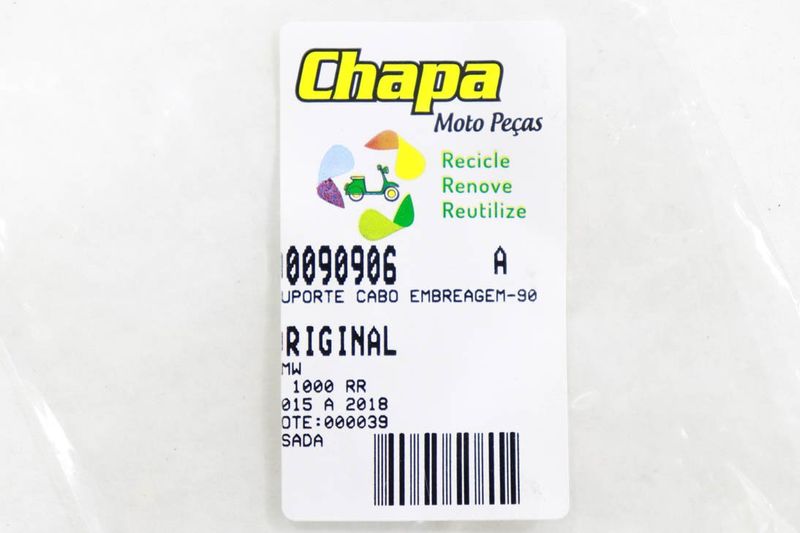 Chapa
Moto Peças
Recicle
Renove
Reutilize
0090906 A
UPORTE CABO EMBREAGEM-90
RIGINAL
MW
1000 RR
015 A 2018
OTE:000039
SADA